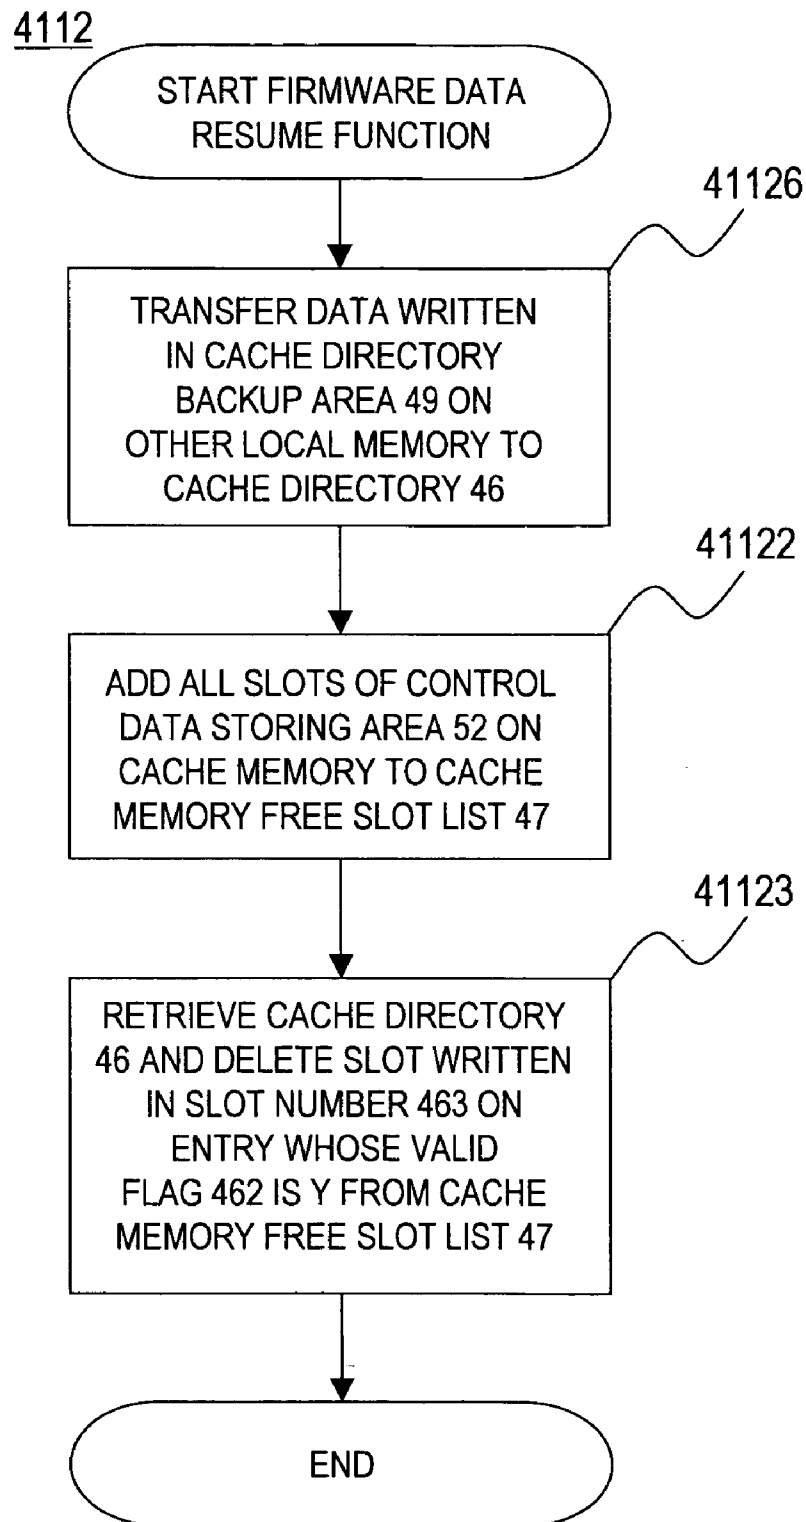 4112
START FIRMWARE DATA
RESUME FUNCTION
41126
TRANSFER DATA WRITTEN
IN CACHE DIRECTORY
BACKUP AREA 49 ON
OTHER LOCAL MEMORY TO
CACHE DIRECTORY 46
41122
ADD ALL SLOTS OF CONTROL
DATA STORING AREA 52 ON
CACHE MEMORY TO CACHE
MEMORY FREE SLOT LIST 47
41123
RETRIEVE CACHE DIRECTORY
46 AND DELETE SLOT WRITTEN
IN SLOT NUMBER 463 ON
ENTRY WHOSE VALID
FLAG 462 IS Y FROM CACHE
MEMORY FREE SLOT LIST 47
END